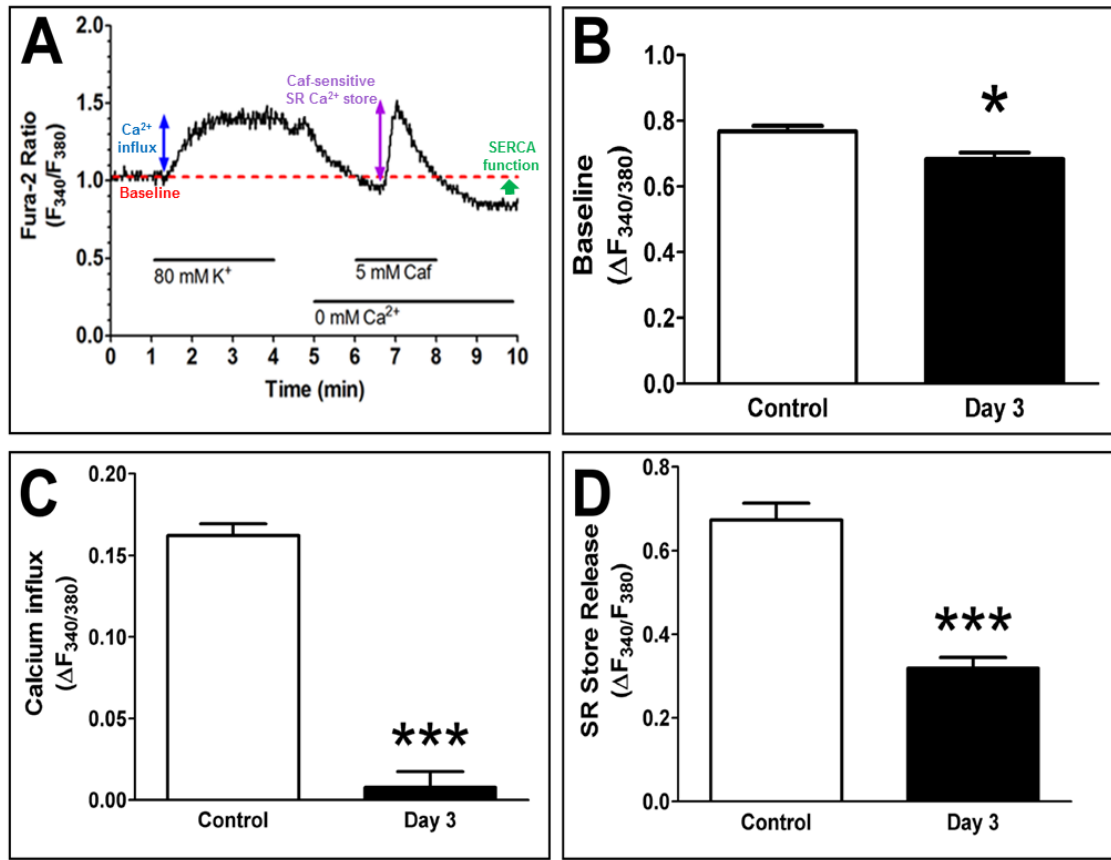 A
Fura-2 Ratio
(F340/F380)
2.0
1.5
1.0
0.5
0.0
Ca²⁺
influx
Caf-sensitive
SR Ca²⁺ store
SERCA
function
Baseline
80 mM K⁺
5 mM Caf
0 mM Ca²⁺
0 1 2 3 4 5 6 7 8 9 10
Time (min)
B
Baseline
(ΔF340/380)
1.0
0.8
0.6
0.4
0.2
0.0
*
Control Day 3
C
Calcium influx
(ΔF340/380)
0.20
0.15
0.10
0.05
0.00
***
Control Day 3
D
SR Store Release
(ΔF340/F380)
0.8
0.6
0.4
0.2
0.0
***
Control Day 3